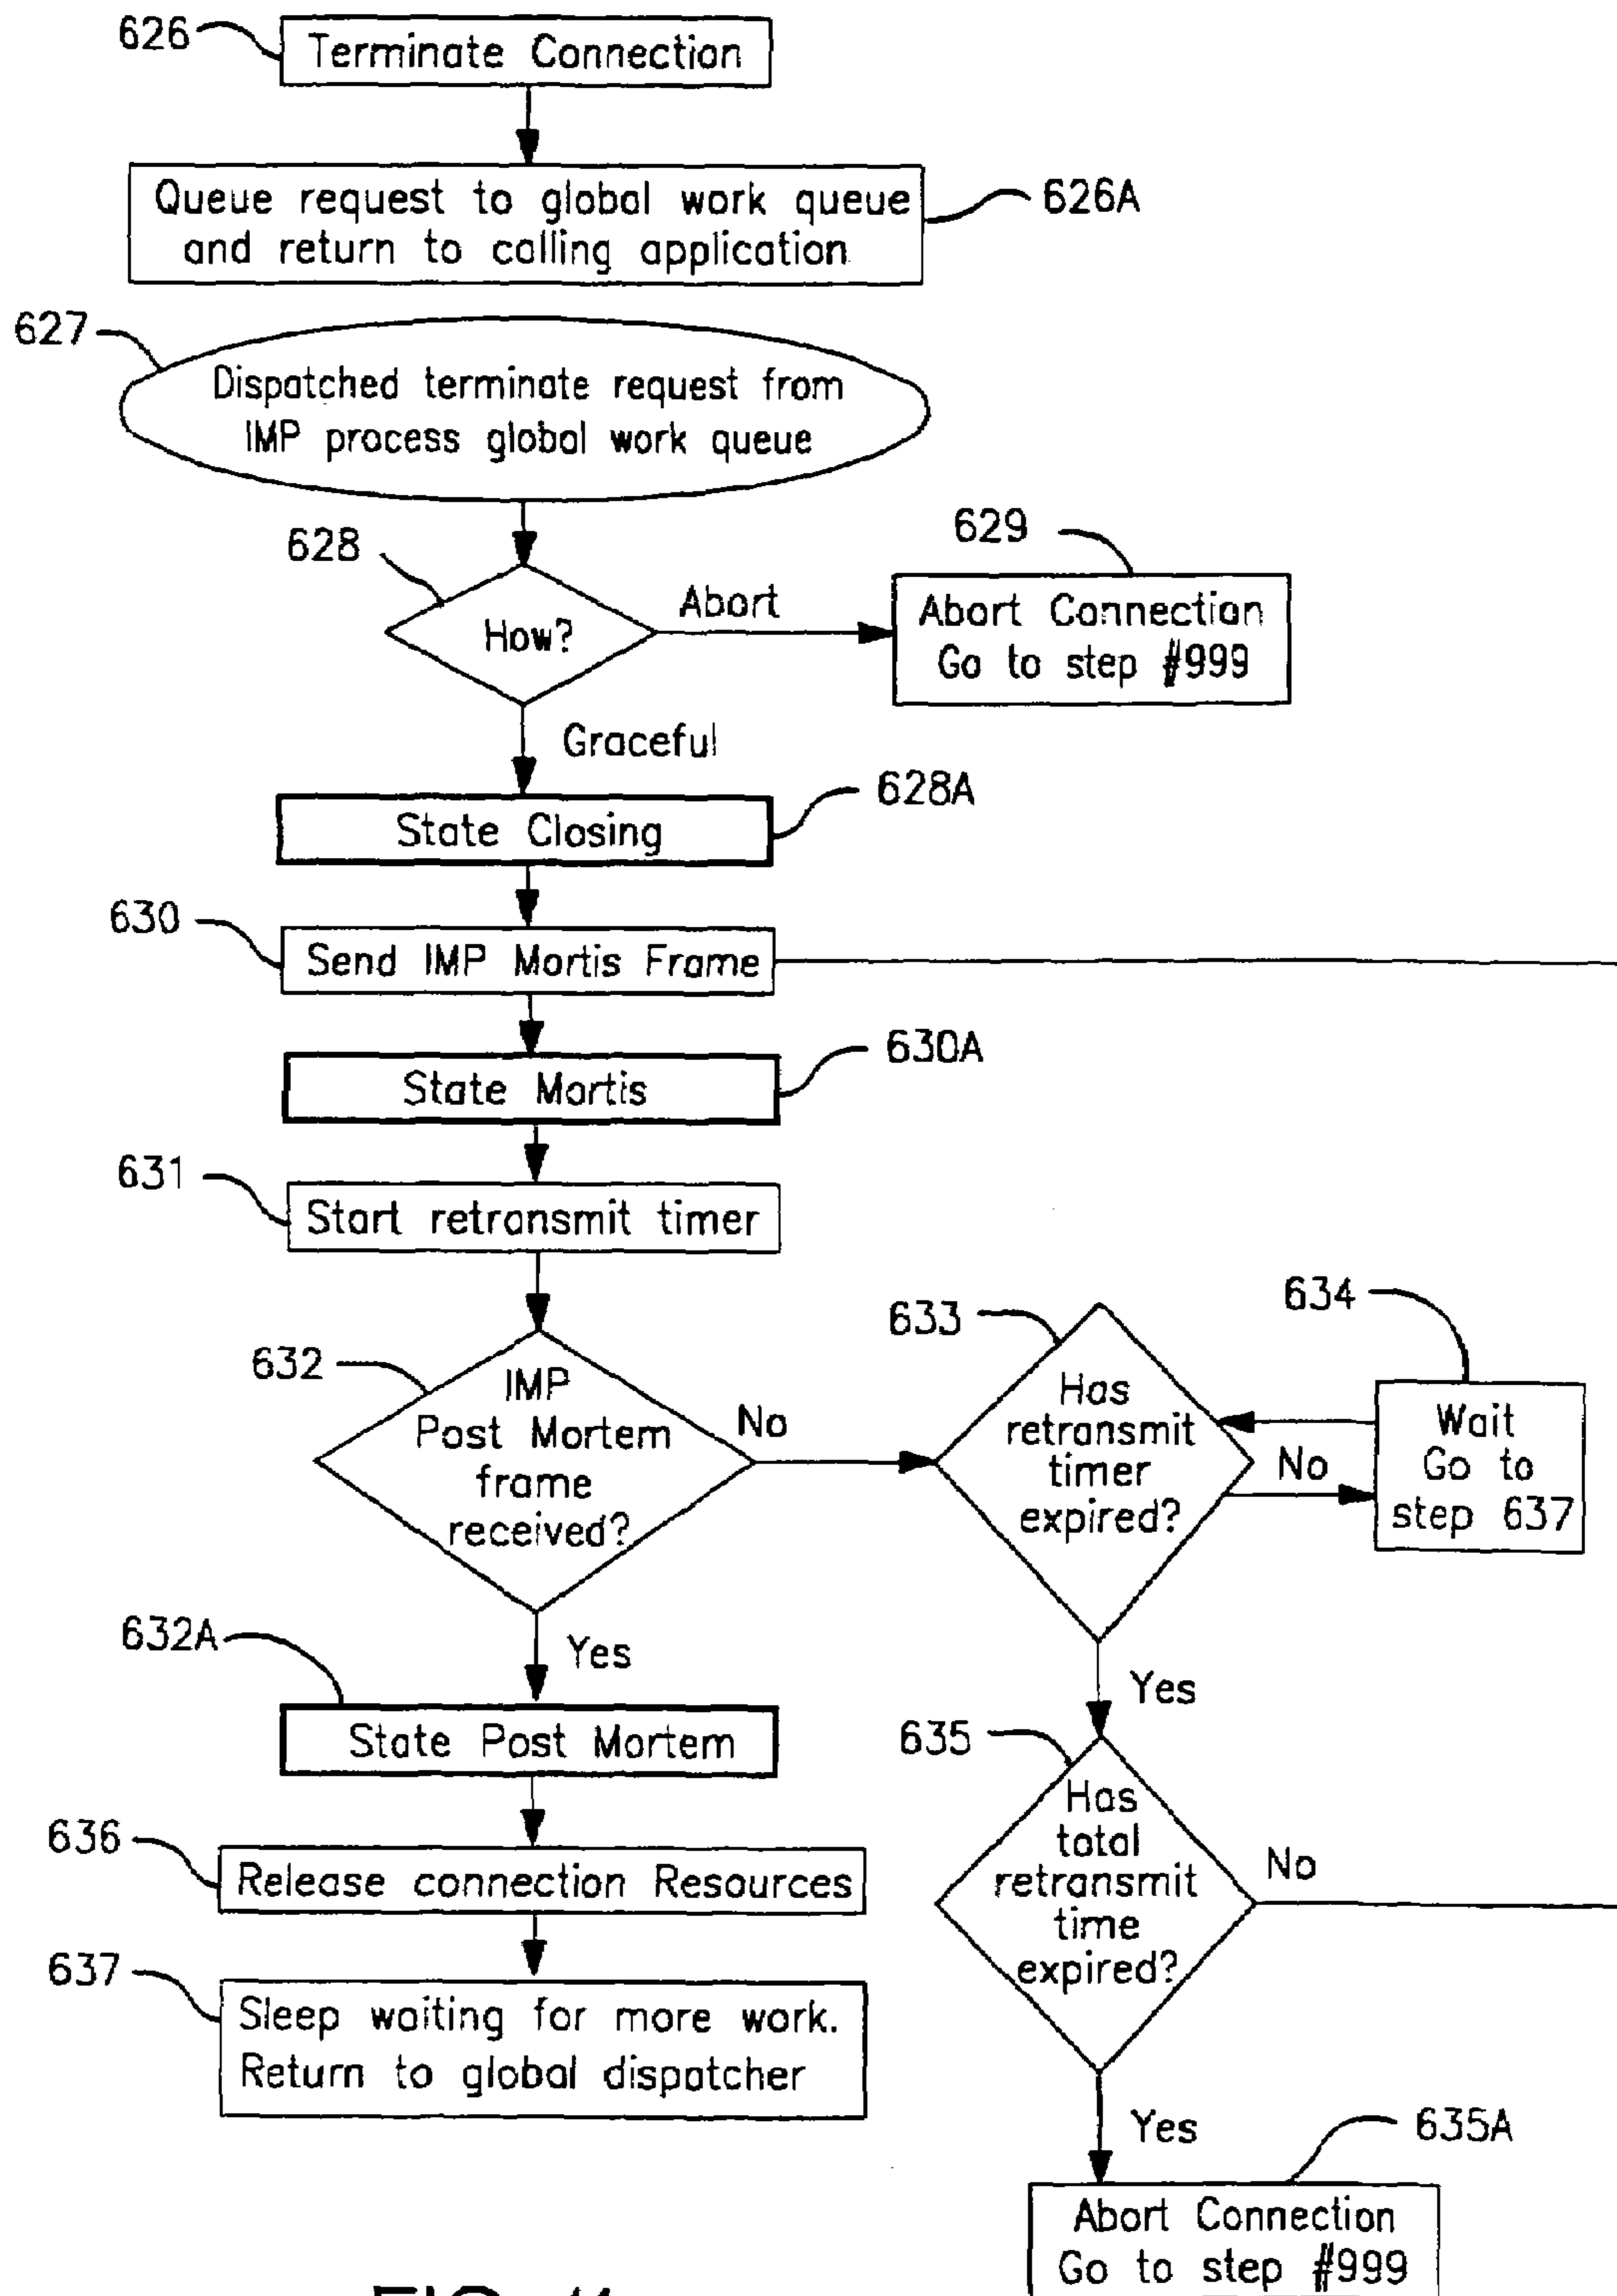 626
Terminate Connection
Queue request to global work queue
and return to calling application
626A
627
Dispatched terminate request from
IMP process global work queue
628
How?
Abort
629
Abort Connection
Go to step #999
Graceful
628A
State Closing
630
Send IMP Mortis Frame
630A
State Mortis
631
Start retransmit timer
632
IMP
Post Mortem
frame
received?
No
633
Has
retransmit
timer
expired?
No
634
Wait
Go to
step 637
Yes
632A
State Post Mortem
Yes
635
Has
total
retransmit
time
expired?
No
636
Release connection Resources
637
Sleep waiting for more work.
Return to global dispatcher
Yes
635A
Abort Connection
Go to step #999